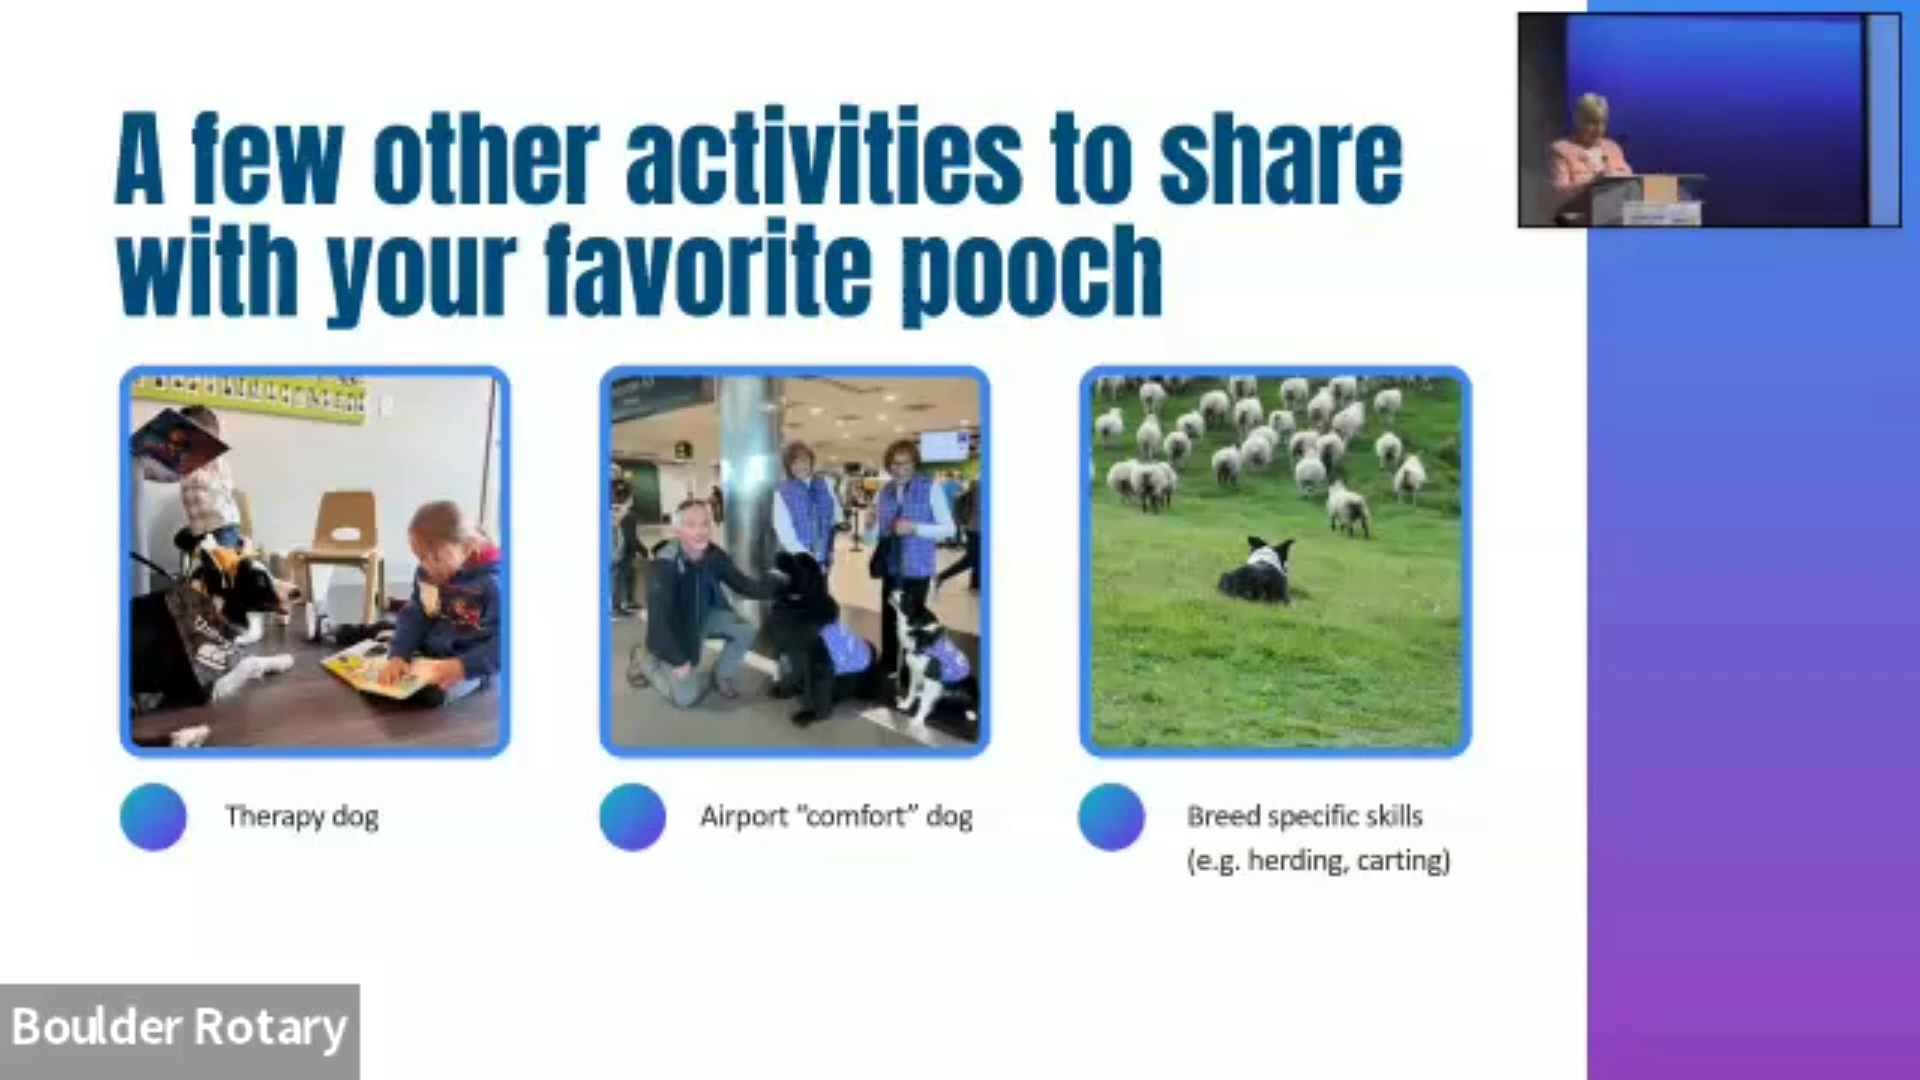 A few other activities to share
with your favorite pooch
Therapy dog
Airport “comfort” dog
Breed specific skills
(e.g. herding, carting)
Boulder Rotary